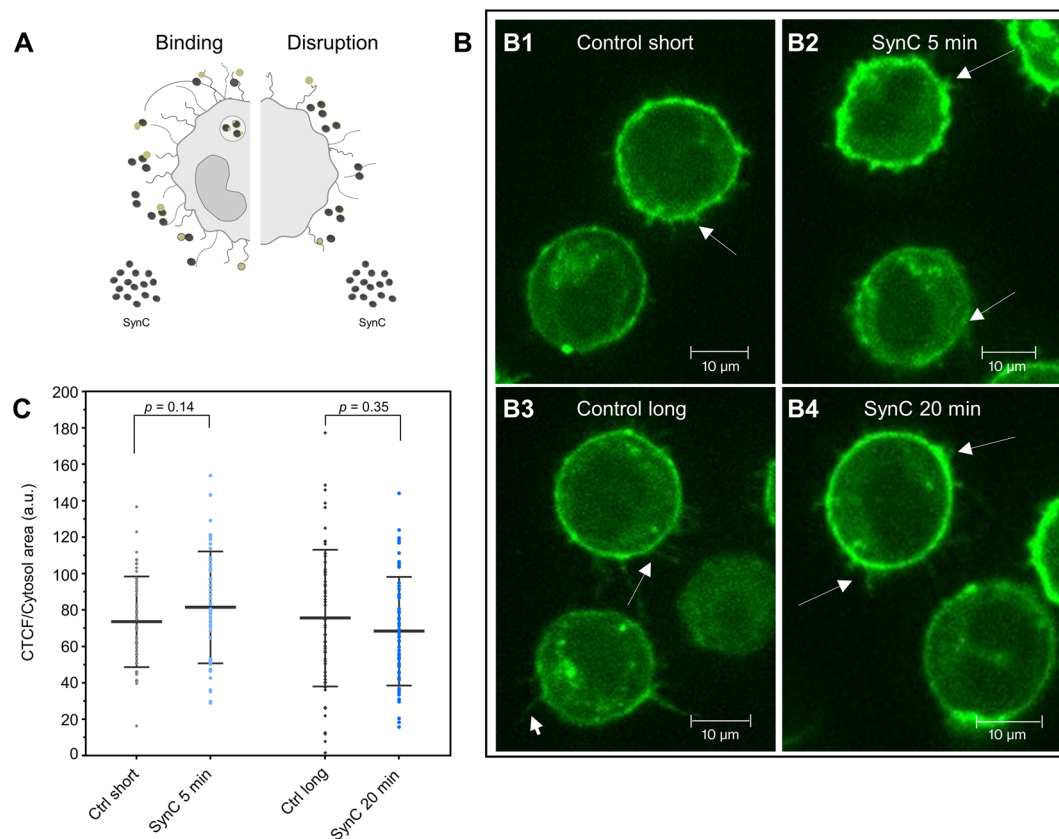 A
Binding
Disruption
SynC
SynC
B
B1
Control short
10 µm
B2
SynC 5 min
10 µm
B3
Control long
10 µm
B4
SynC 20 min
10 µm
C
CTCF/Cytosol area (a.u.)
200
180
160
140
120
100
80
60
40
20
0
p = 0.14
p = 0.35
Ctrl short
SynC 5 min
Ctrl long
SynC 20 min